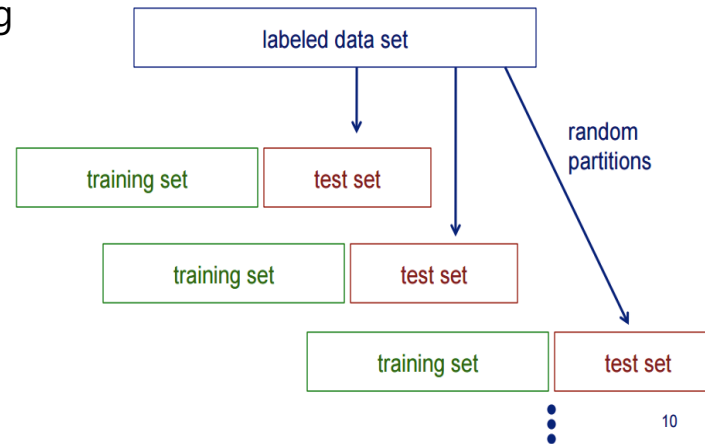 g
labeled data set
random
partitions
training set
test set
training set
test set
training set
test set
10